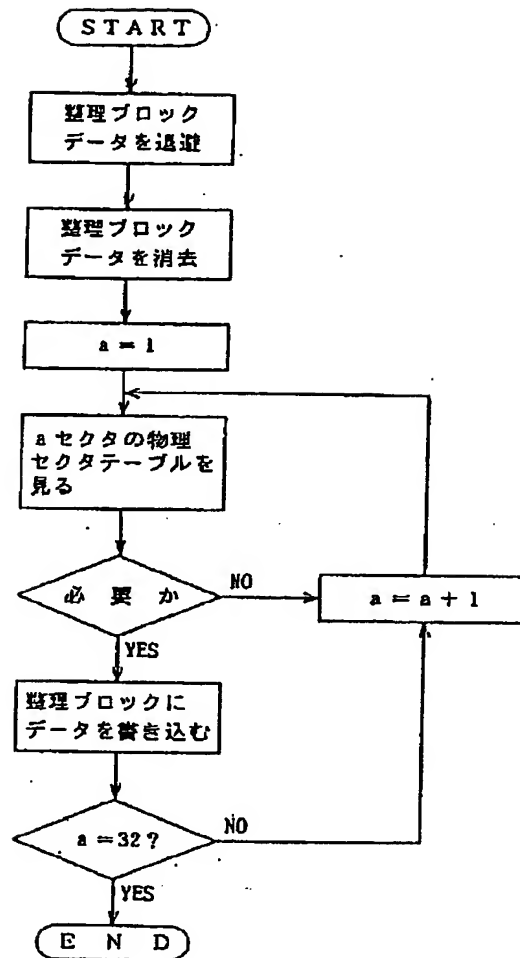 START
整理ブロック
データを退避
整理ブロック
データを消去
a = 1
aセクタの物理
セクタテーブルを
見る
必要か
NO
a = a + 1
YES
整理ブロックに
データを書き込む
a = 32?
NO
YES
END